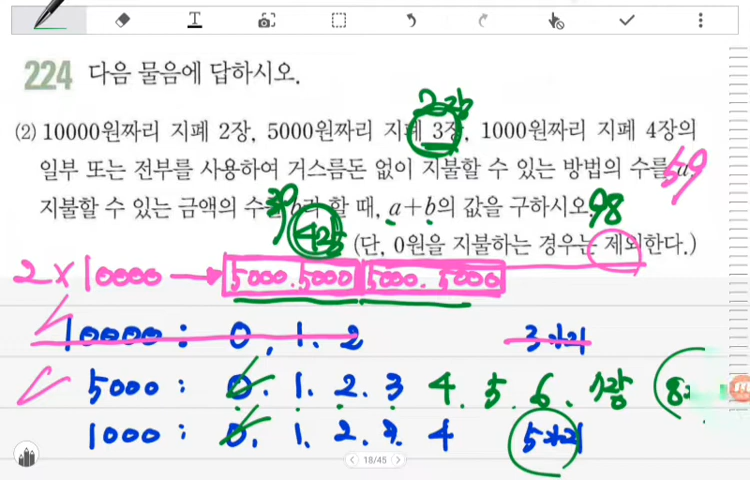 T
224 다음 물음에 답하시오.
2장
(2) 10000원짜리 지폐 2장, 5000원짜리 지폐 3장, 1000원짜리 지폐 4장의
일부 또는 전부를 사용하여 거스름돈 없이 지불할 수 있는 방법의 수를 a, 59
지불할 수 있는 금액의 수를 b라 할 때, a+b의 값을 구하시오. 98
39
(단, 0원을 지불하는 경우는 제외한다.)
2×10000 → 5000.5000 5000.5000
10000 : 0, 1. 2 3가지
5000 : 0. 1. 2. 3 4. 5. 6. 7장
1000 : 0, 1. 2. 3. 4 5가지
18/45